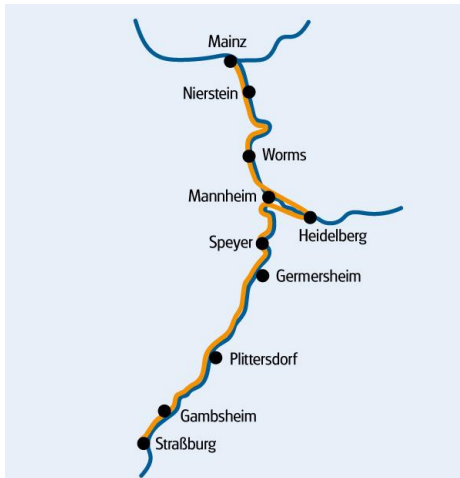 Mainz
Nierstein
Worms
Mannheim
Heidelberg
Speyer
Germersheim
Plittersdorf
Gambsheim
Straßburg